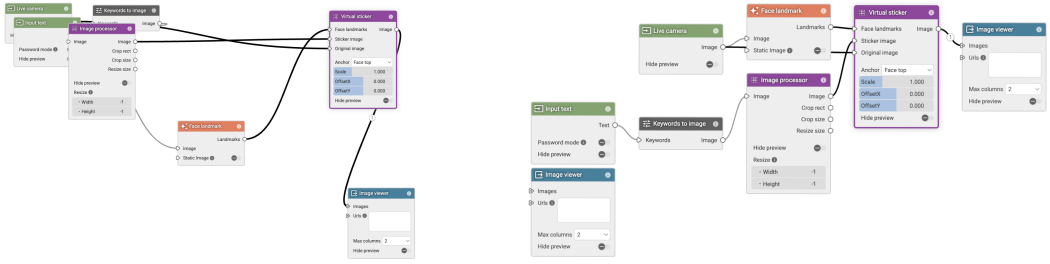 Live camera
Input text
Keywords to image
Image
Image processor
Image
Image
Crop rect
Crop size
Resize size
Hide preview
Resize
- Width -1
- Height -1
Password mode
Hide preview
Virtual sticker
Face landmarks
Image
Sticker image
Original image
Anchor Face top
Scale 1.000
OffsetX 0.000
OffsetY 0.000
Hide preview
Face landmark
Landmarks
Image
Static Image
Image viewer
Images
Urls
Max columns 2
Hide preview
Live camera
Image
Hide preview
Face landmark
Landmarks
Image
Static Image
Virtual sticker
Face landmarks
Image
Sticker image
Original image
Anchor Face top
Scale 1.000
OffsetX 0.000
OffsetY 0.000
Hide preview
Image viewer
Images
Urls
Max columns 2
Hide preview
Input text
Text
Password mode
Hide preview
Keywords to image
Keywords
Image
Image processor
Image
Image
Crop rect
Crop size
Resize size
Hide preview
Resize
- Width -1
- Height -1
Image viewer
Images
Urls
Max columns 2
Hide preview